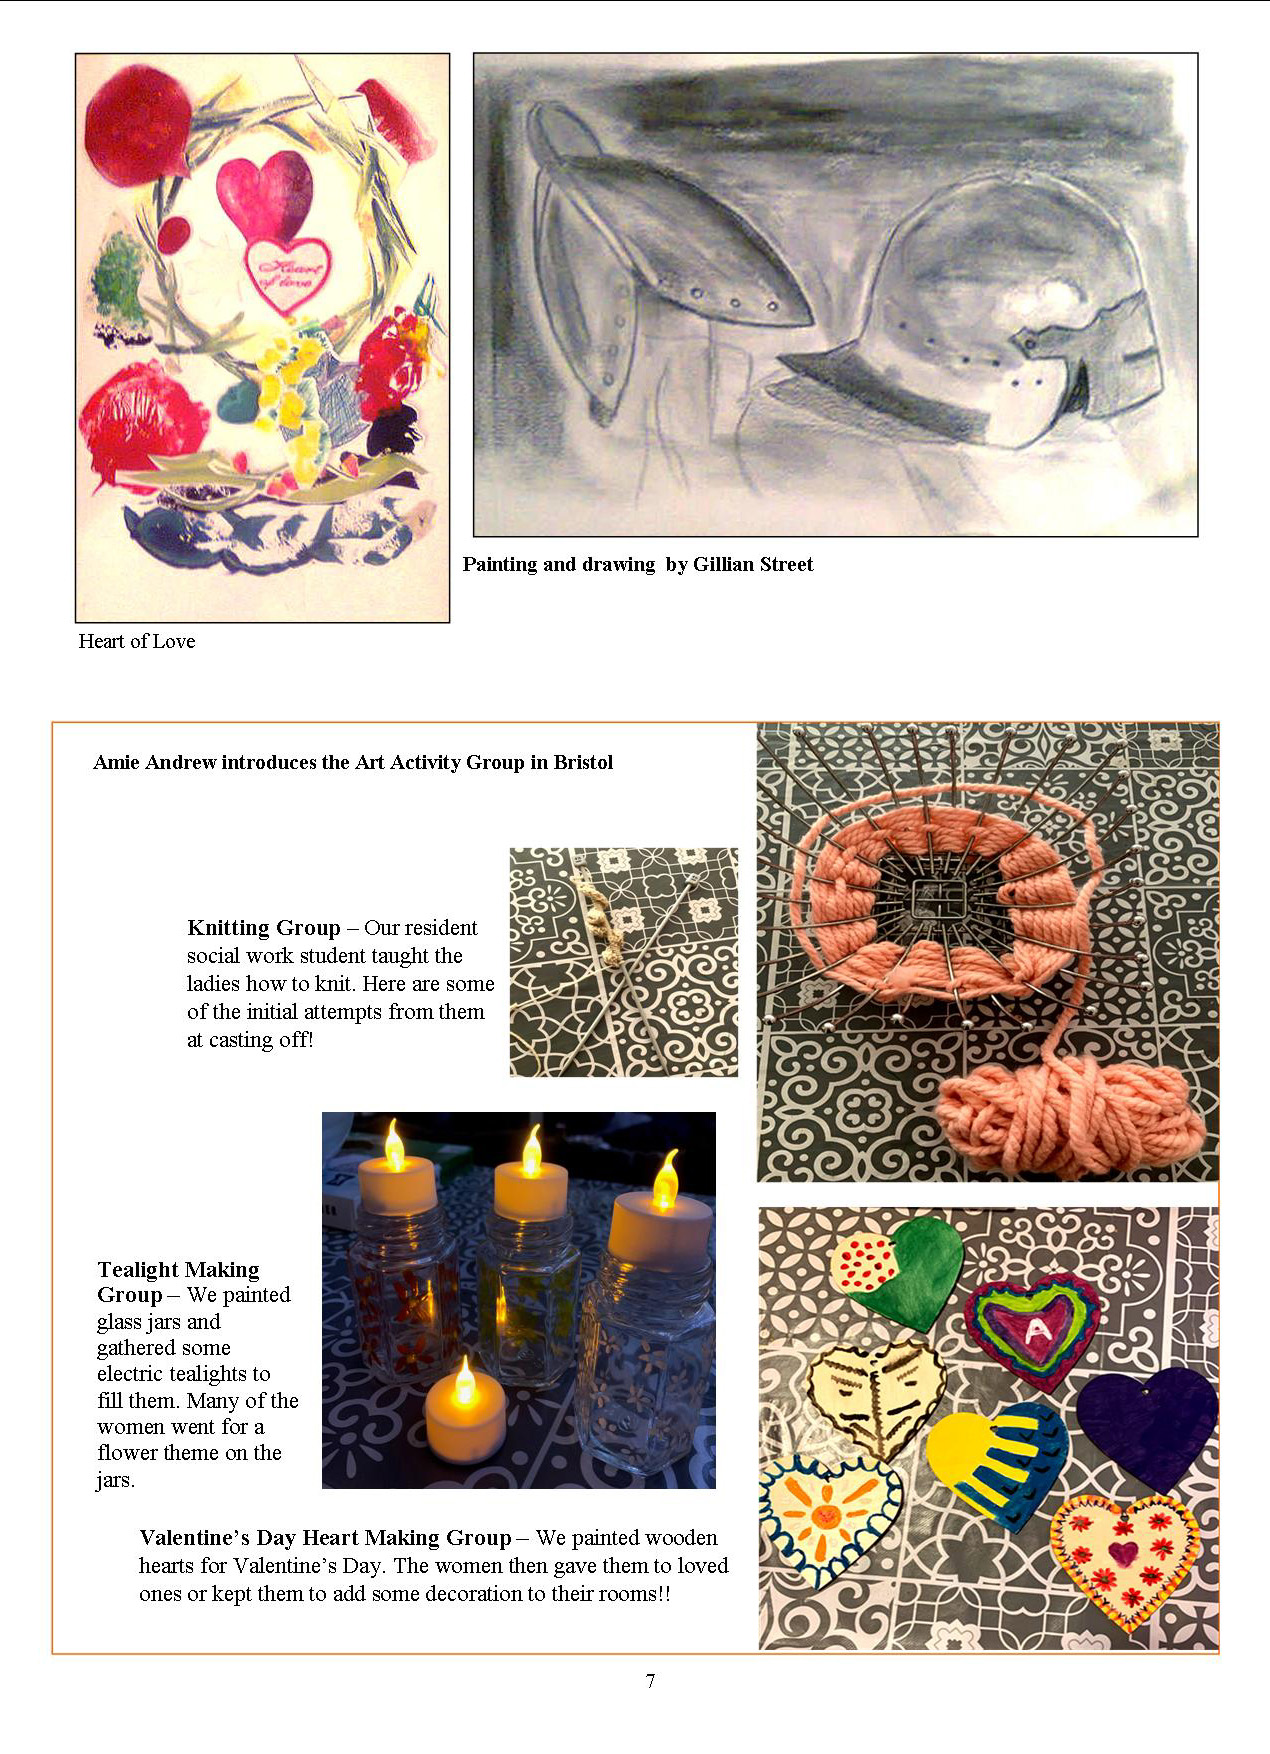 Heart
of love
Painting and drawing by Gillian Street
Heart of Love
Amie Andrew introduces the Art Activity Group in Bristol
Knitting Group – Our resident
social work student taught the
ladies how to knit. Here are some
of the initial attempts from them
at casting off!
Tealight Making
Group – We painted
glass jars and
gathered some
electric tealights to
fill them. Many of the
women went for a
flower theme on the
jars.
A
Valentine’s Day Heart Making Group – We painted wooden
hearts for Valentine’s Day. The women then gave them to loved
ones or kept them to add some decoration to their rooms!!
7